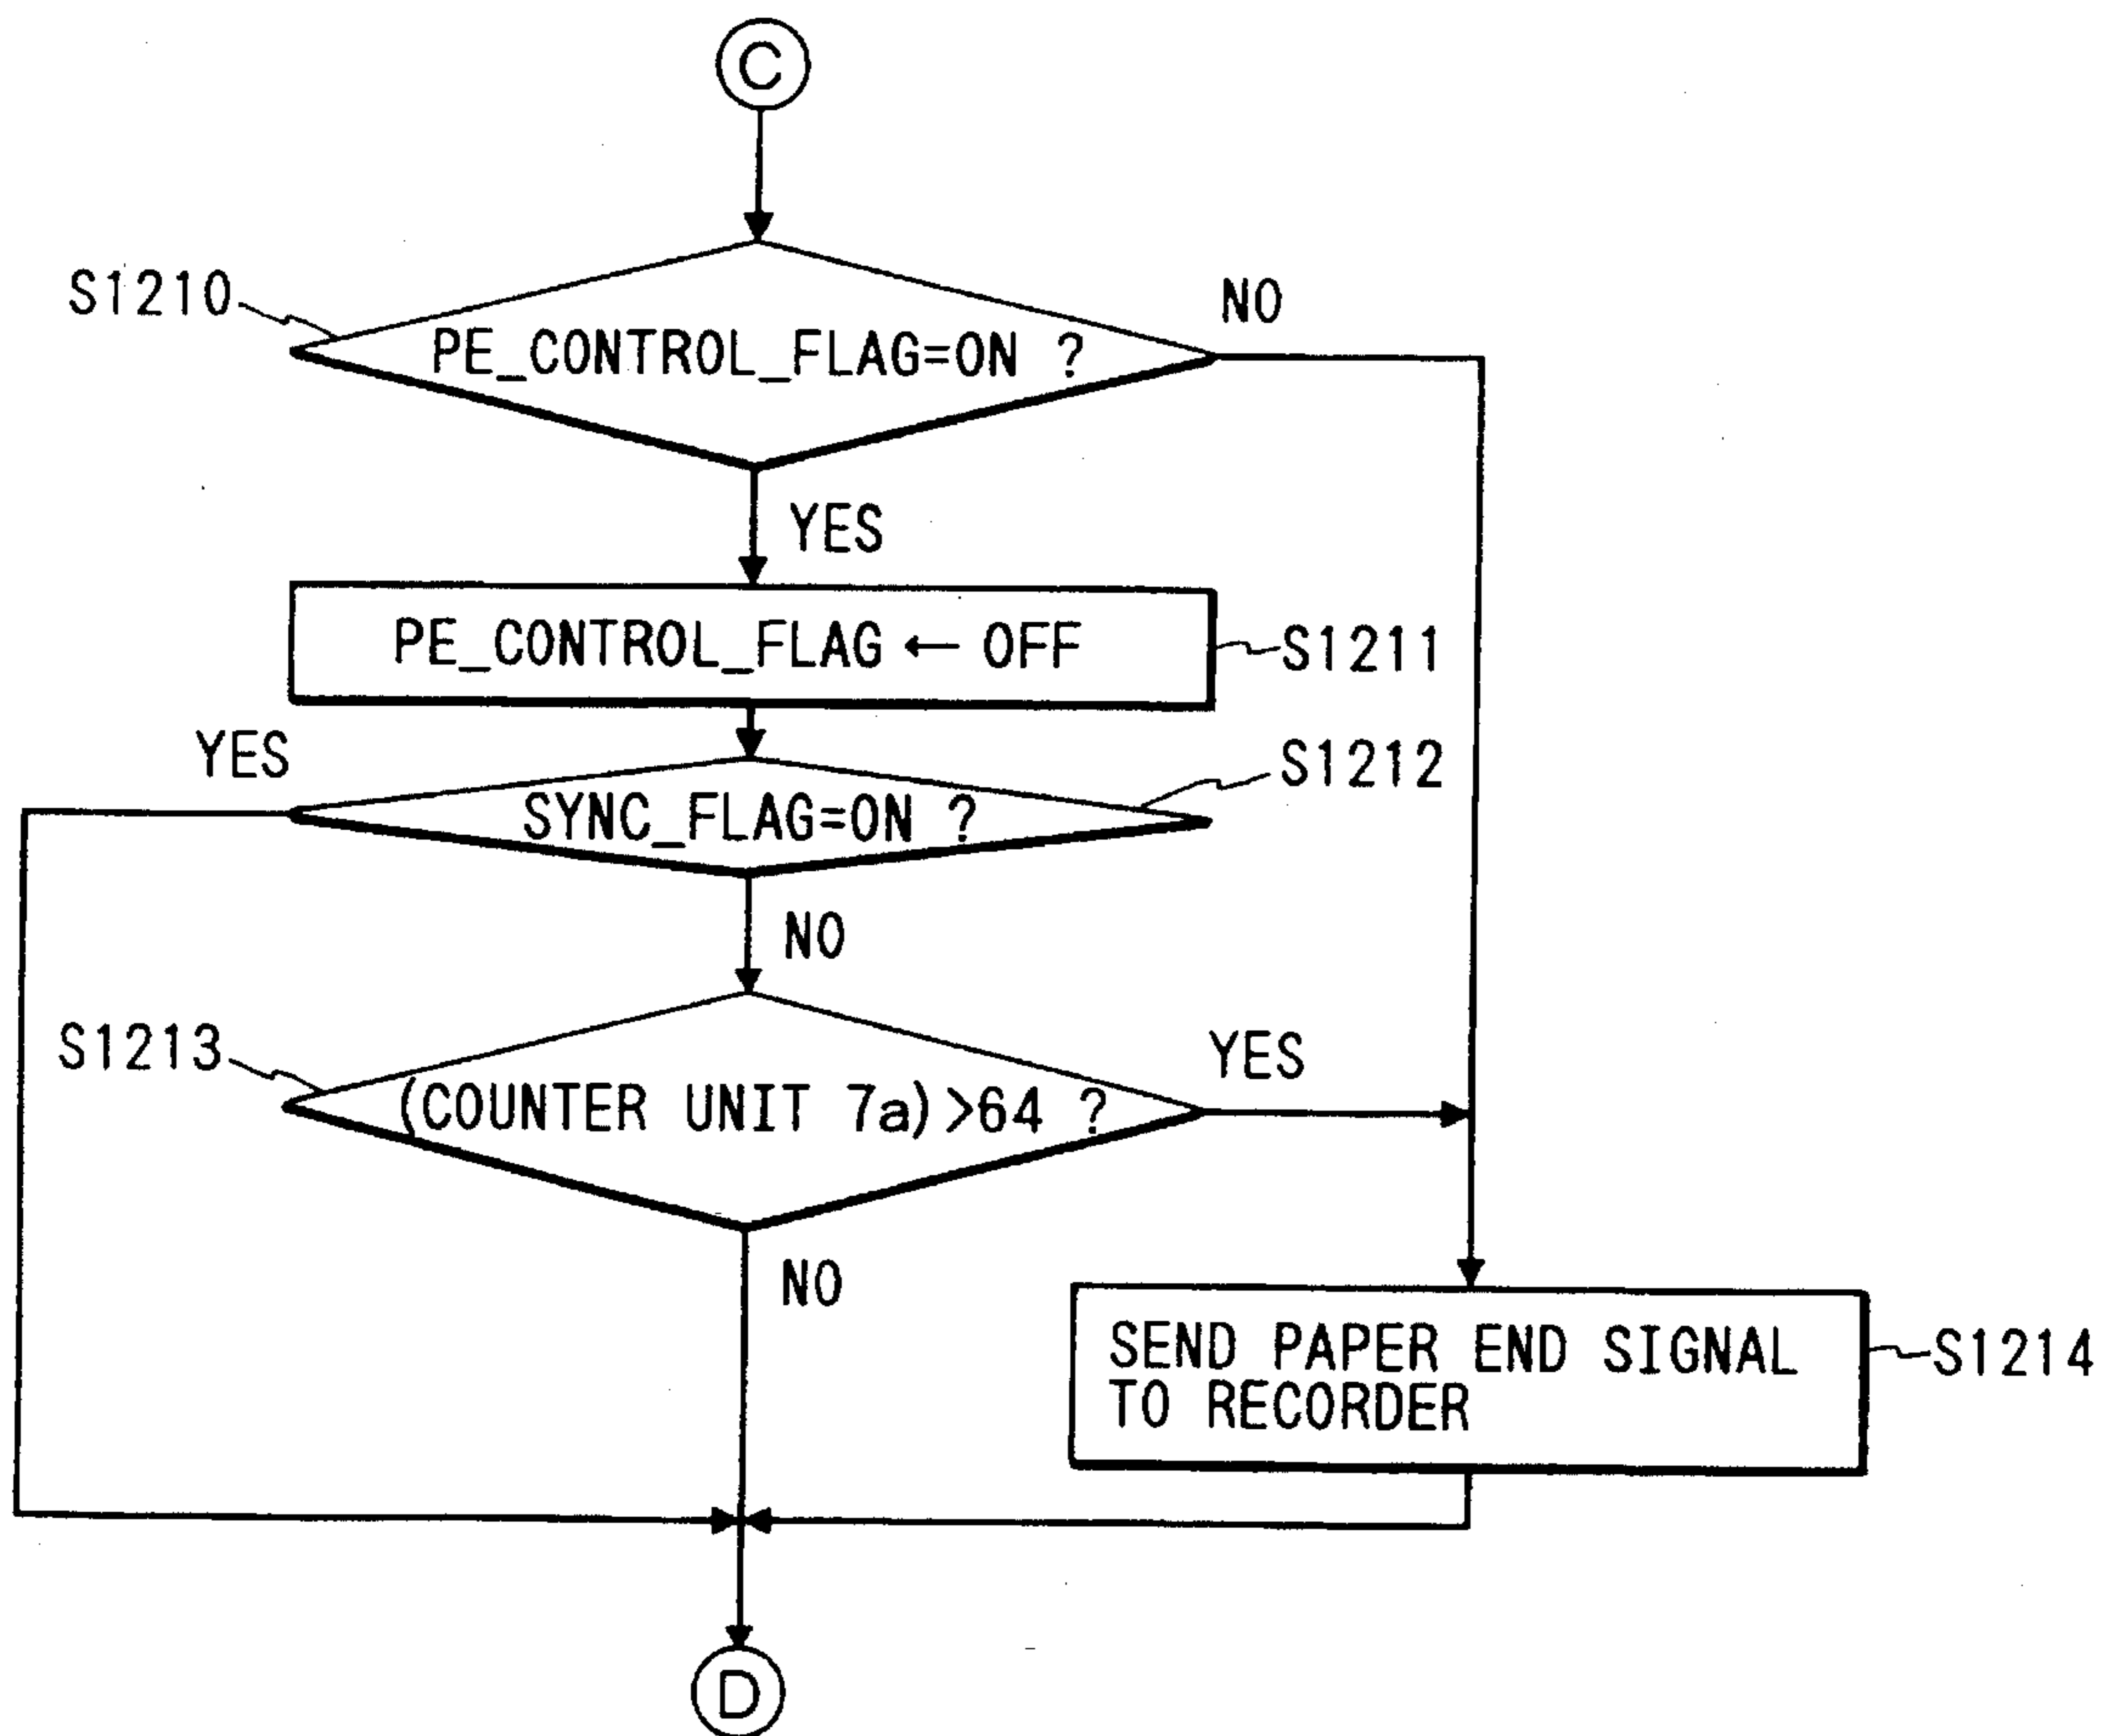 C
S1210
NO
PE_CONTROL_FLAG=ON ?
YES
PE_CONTROL_FLAG ← OFF
S1211
YES
S1212
SYNC_FLAG=ON ?
NO
S1213
YES
(COUNTER UNIT 7a)>64 ?
NO
SEND PAPER END SIGNAL
TO RECORDER
S1214
D